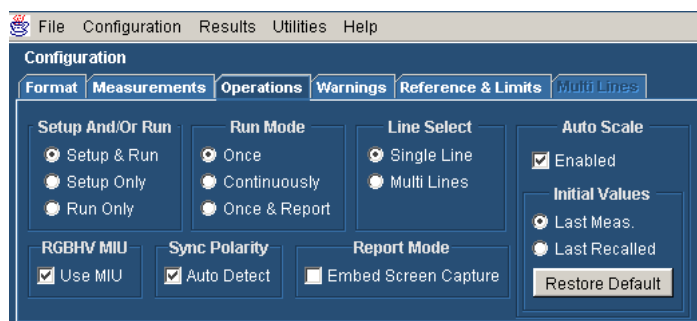 File Configuration Results Utilities Help
Configuration
Format Measurements Operations Warnings Reference & Limits Multi Lines
Setup And/Or Run
Setup & Run
Setup Only
Run Only
Run Mode
Once
Continuously
Once & Report
Line Select
Single Line
Multi Lines
Auto Scale
Enabled
Initial Values
Last Meas.
Last Recalled
Restore Default
RGBHV MIU
Use MIU
Sync Polarity
Auto Detect
Report Mode
Embed Screen Capture